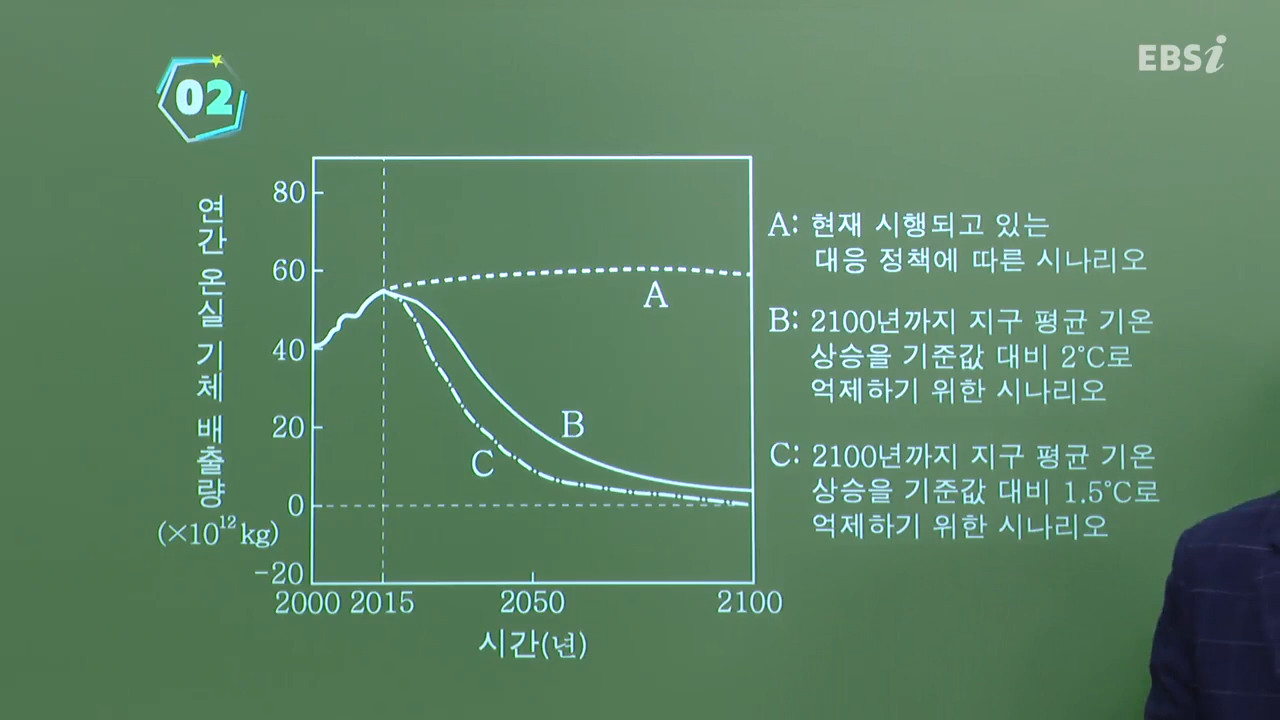 02
EBSi
연간 온실 기체 배출량
(×10¹²kg)
80
60
40
20
0
-20
2000 2015 2050 2100
시간(년)
A
B
C
A: 현재 시행되고 있는
대응 정책에 따른 시나리오
B: 2100년까지 지구 평균 기온
상승을 기준값 대비 2℃로
억제하기 위한 시나리오
C: 2100년까지 지구 평균 기온
상승을 기준값 대비 1.5℃로
억제하기 위한 시나리오